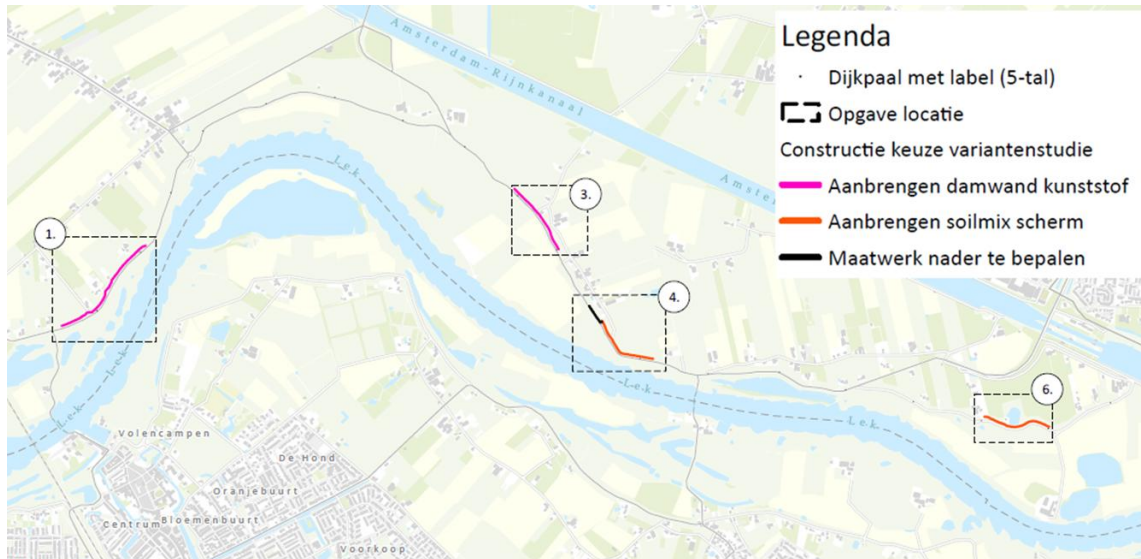 Amsterdam-Rijnkanaal
Legenda
Dijkpaal met label (5-tal)
Opgave locatie
Constructie keuze variantenstudie
Aanbrengen damwand kunststof
Aanbrengen soilmix scherm
Maatwerk nader te bepalen
Lek
Amst
3.
1.
4.
Lek
Lek
Lek
6.
Lek
Volencampen
De Hond
Oranjebuurt
Centrum
Bloemenbuurt
Voorkoop